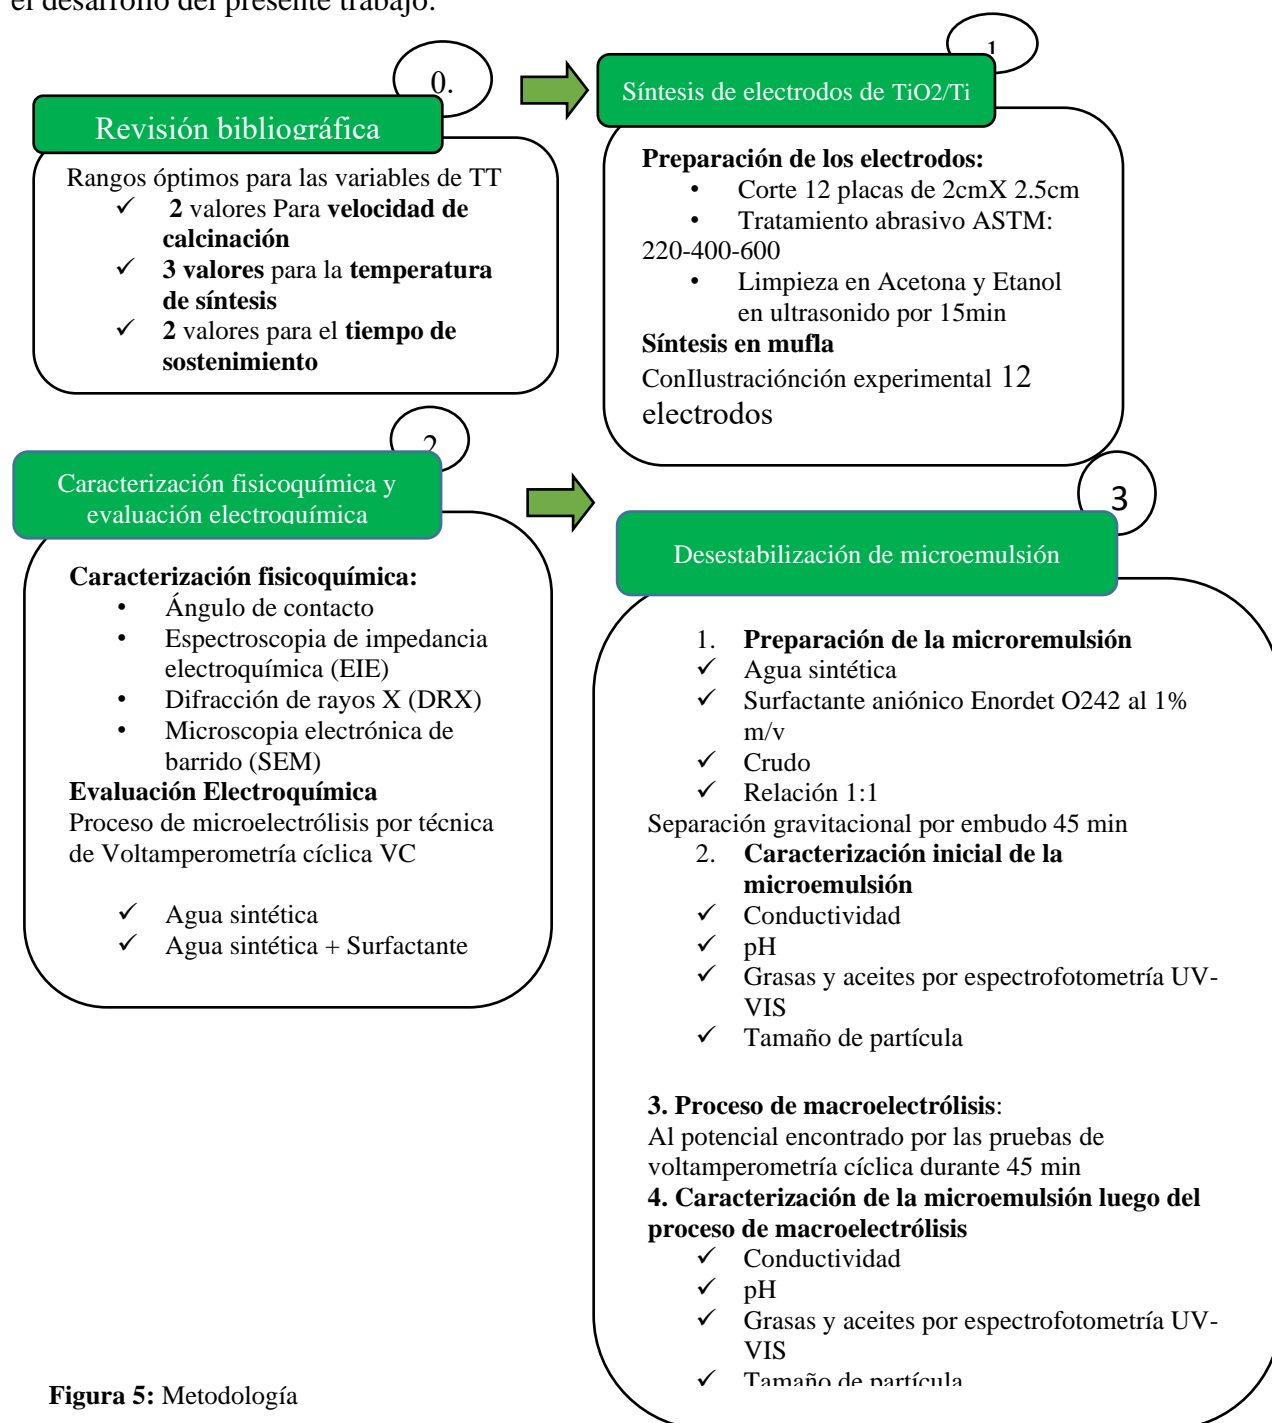 el desarrollo del presente trabajo.
0.
Revisión bibliográfica
Rangos óptimos para las variables de TT
✓ 2 valores Para velocidad de
calcinación
✓ 3 valores para la temperatura
de síntesis
✓ 2 valores para el tiempo de
sostenimiento
1
Síntesis de electrodos de TiO2/Ti
Preparación de los electrodos:
• Corte 12 placas de 2cmX 2.5cm
• Tratamiento abrasivo ASTM:
220-400-600
• Limpieza en Acetona y Etanol
en ultrasonido por 15min
Síntesis en mufla
ConIlustraciónción experimental 12
electrodos
2
Caracterización fisicoquímica y
evaluación electroquímica
Caracterización fisicoquímica:
• Ángulo de contacto
• Espectroscopia de impedancia
electroquímica (EIE)
• Difracción de rayos X (DRX)
• Microscopia electrónica de
barrido (SEM)
Evaluación Electroquímica
Proceso de microelectrólisis por técnica
de Voltamperometría cíclica VC
✓ Agua sintética
✓ Agua sintética + Surfactante
3
Desestabilización de microemulsión
1. Preparación de la microremulsión
✓ Agua sintética
✓ Surfactante aniónico Enordet O242 al 1%
m/v
✓ Crudo
✓ Relación 1:1
Separación gravitacional por embudo 45 min
2. Caracterización inicial de la
microemulsión
✓ Conductividad
✓ pH
✓ Grasas y aceites por espectrofotometría UV-
VIS
✓ Tamaño de partícula
3. Proceso de macroelectrólisis:
Al potencial encontrado por las pruebas de
voltamperometría cíclica durante 45 min
4. Caracterización de la microemulsión luego del
proceso de macroelectrólisis
✓ Conductividad
✓ pH
✓ Grasas y aceites por espectrofotometría UV-
VIS
✓ Tamaño de partícula
Figura 5: Metodología